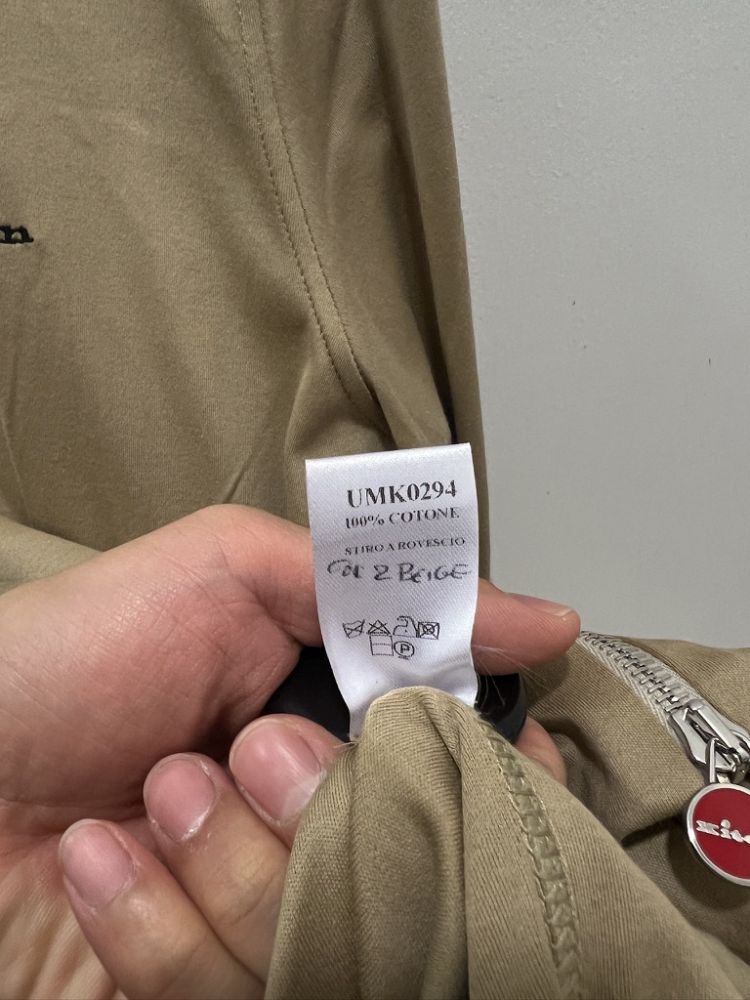 n
UMK0294
100% COTONE
STIRO A ROVESCIO
Col 2 BEIGE
P